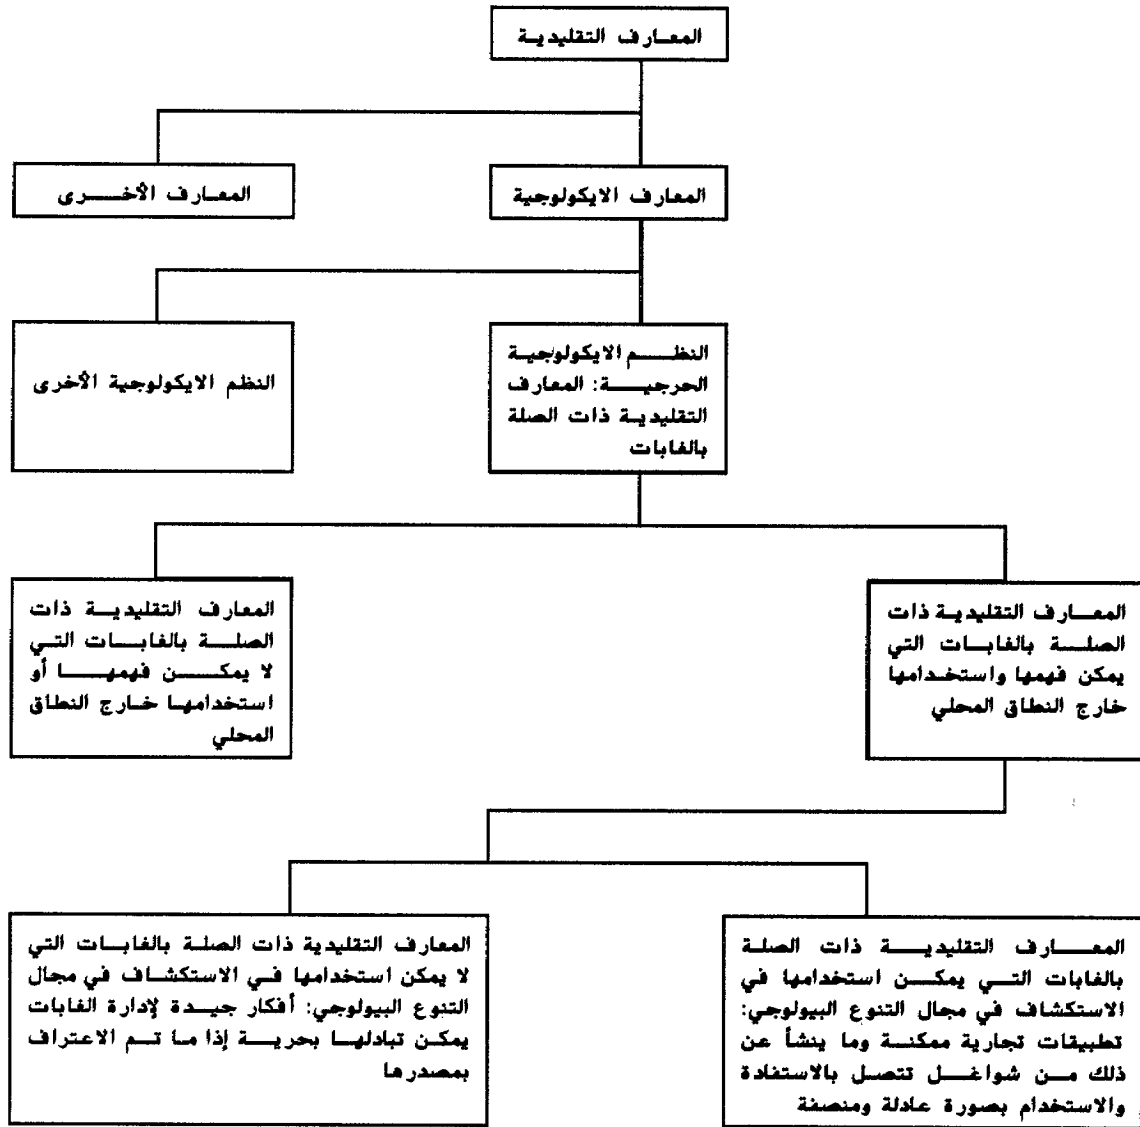 المعارف التقليدية
المعارف الايكولوجية
المعارف الأخرى
النظم الايكولوجية
الحرجية: المعارف
التقليدية ذات الصلة
بالغابات
النظم الايكولوجية الأخرى
المعارف التقليدية ذات
الصلة بالغابات التي
يمكن فهمها واستخدامها
خارج النطاق المحلي
المعارف التقليدية ذات
الصلة بالغابات التي
لا يمكن فهمها أو
استخدامها خارج النطاق
المحلي
المعارف التقليدية ذات الصلة
بالغابات التي يمكن استخدامها في
الاستكشاف في مجال التنوع البيولوجي:
تطبيقات تجارية ممكنة وما ينشأ عن
ذلك من شواغل تتصل بالاستفادة
والاستخدام بصورة عادلة ومنصفة
المعارف التقليدية ذات الصلة بالغابات التي
لا يمكن استخدامها في الاستكشاف في مجال
التنوع البيولوجي: أفكار جيدة لإدارة الغابات
يمكن تبادلها بحرية إذا ما تم الاعتراف
بمصدرها